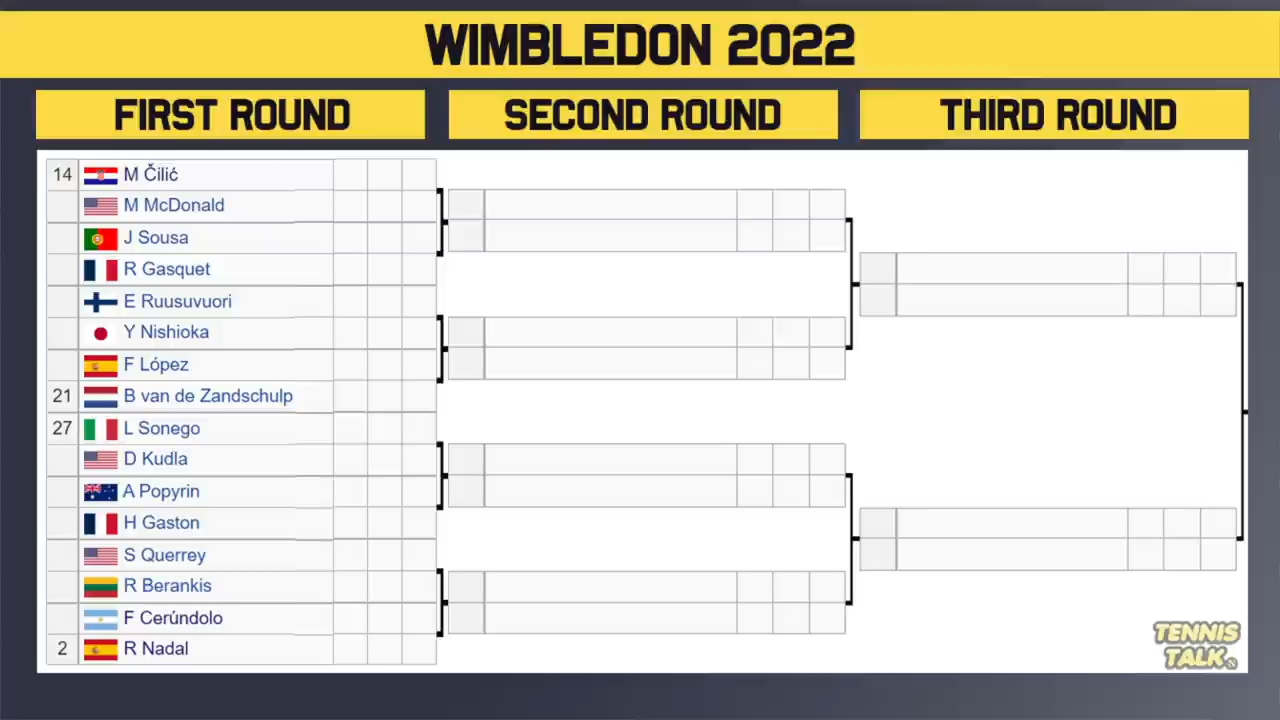 WIMBLEDON 2022
FIRST ROUND
SECOND ROUND
THIRD ROUND
14 M Čilić
M McDonald
J Sousa
R Gasquet
E Ruusuvuori
Y Nishioka
F López
21 B van de Zandschulp
27 L Sonego
D Kudla
A Popyrin
H Gaston
S Querrey
R Berankis
F Cerúndolo
2 R Nadal
TENNIS
TALK